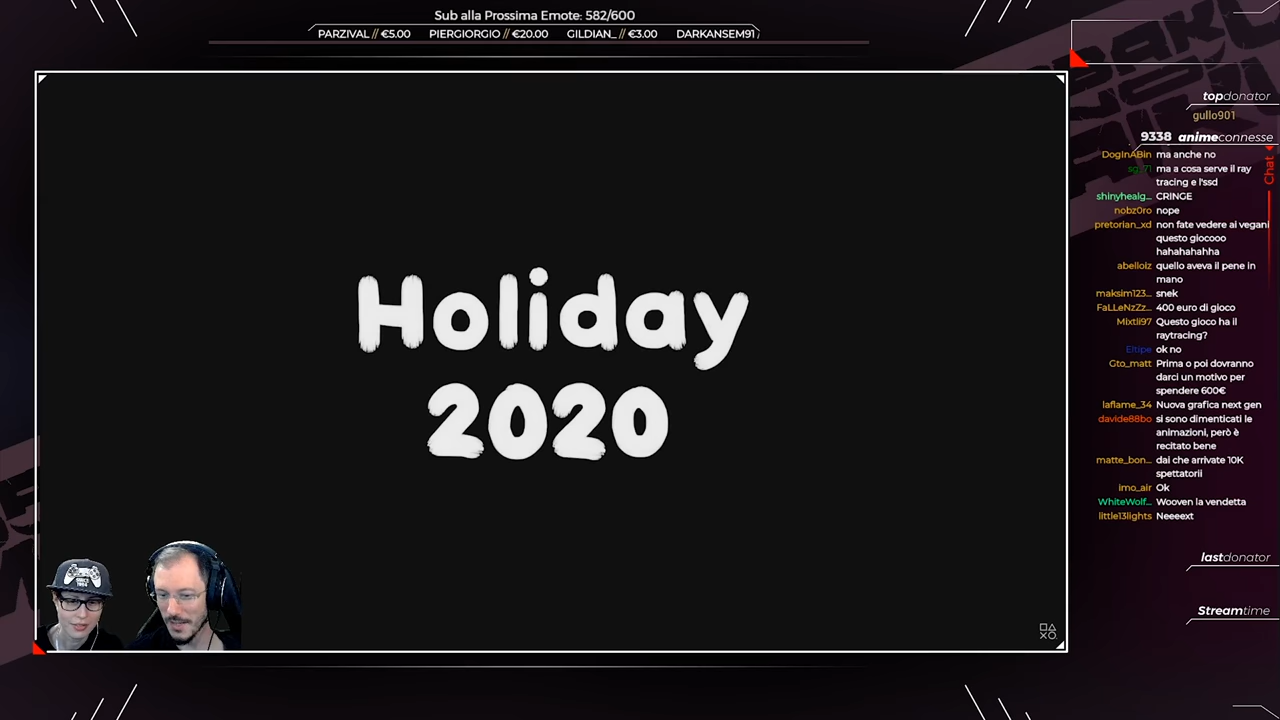 Sub alla Prossima Emote: 582/600
PARZIVAL // €5.00 PIERGIORGIO // €20.00 GILDIAN_ // €3.00 DARKANSEM91 /
topdonator
gullo901
9338 animeconnesse
Chat
DogInABin ma anche no
sg_71 ma a cosa serve il ray
tracing e l'ssd
shinyhealg... CRINGE
nobz0ro nope
pretorian_xd non fate vedere ai vegani
questo giocooo
hahahahahha
abelloiz quello aveva il pene in
mano
maksim123... snek
FaLLeNzZz... 400 euro di gioco
Mixtli97 Questo gioco ha il
raytracing?
Eltipe ok no
Gto_matt Prima o poi dovranno
darci un motivo per
spendere 600€
laflame_34 Nuova grafica next gen
davide88bo si sono dimenticati le
animazioni, però è
recitato bene
matte_bon... dai che arrivate 10K
spettatorii
imo_air Ok
WhiteWolf... Wooven la vendetta
little13lights Neeeext
Holiday
2020
lastdonator
Streamtime